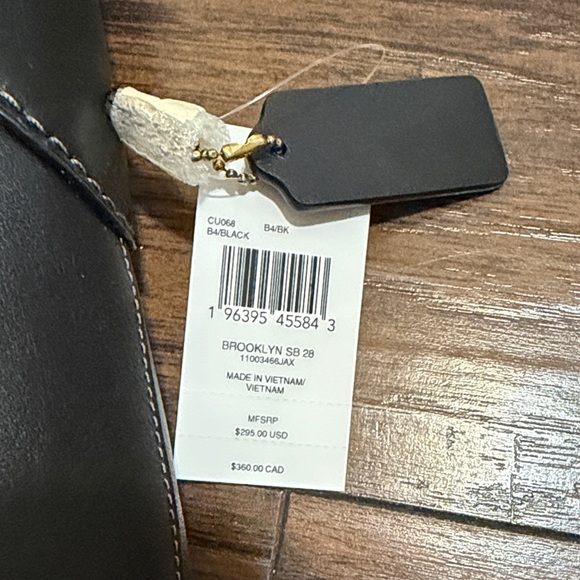 CU068 B4/BK
B4/BLACK
1 96395 45584 3
BROOKLYN SB 28
11003466JAX
MADE IN VIETNAM/
VIETNAM
MFSRP
$295.00 USD
$360.00 CAD